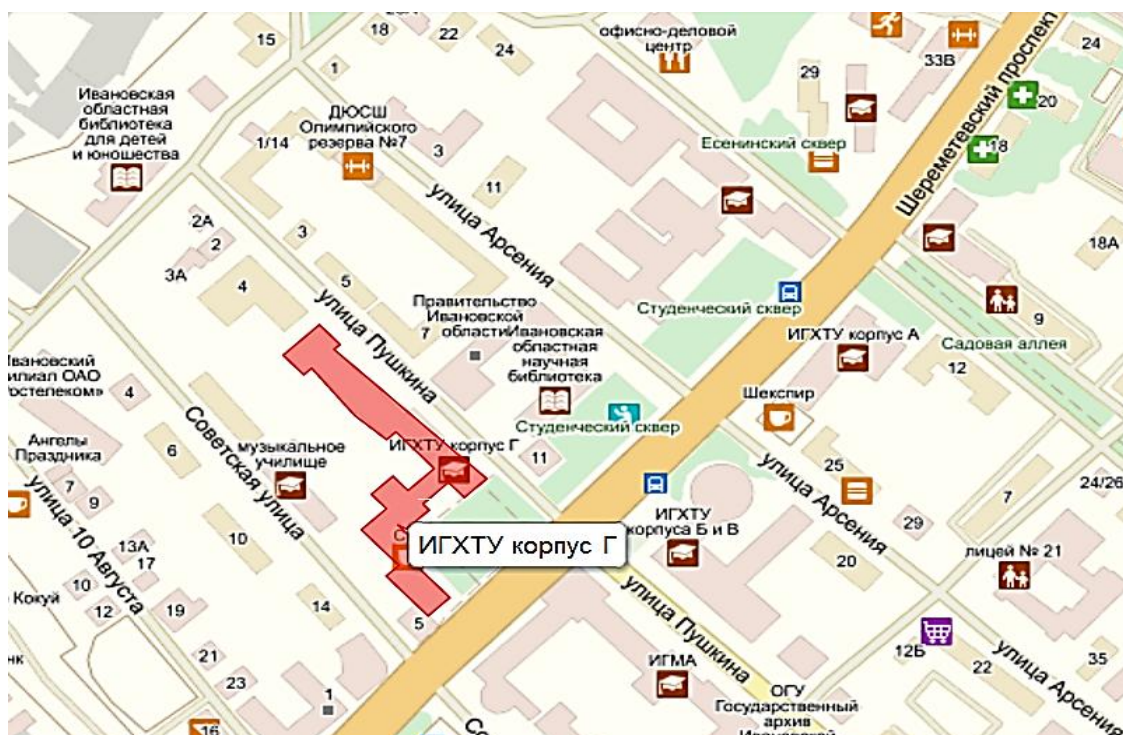 15
18
22
24
1
офисно-деловой
центр
33В
24
29
20
18
Шереметевский проспект
Ивановская
областная
библиотека
для детей
и юношества
1/14
ДЮСШ
Олимпийского
резерва №7
3
11
улица Арсения
Есенинский сквер
2А
2
3А
4
3
5
улица Пушкина
Правительство
Ивановской
области
7
Ивановская
областная
научная
библиотека
Студенческий сквер
ИГХТУ корпус А
18А
9
Садовая аллея
12
Шекспир
Студенческий сквер
Ивановский
4
Ангелы
Праздника
7
9
6
Советская улица
музыкальное
училище
ИГХТУ корпус Г
11
ИГХТУ
корпуса Б и В
25
улица Арсения
29
7
24/26
лицей № 21
20
улица 10 Августа
13А
17
10
12
Кокуй
19
21
23
10
14
1
16
5
ИГХТУ корпус Г
улица Пушкина
ИГМА
ОГУ
Государственный
архив
Ивановской
12Б
22
35
улица Арсения